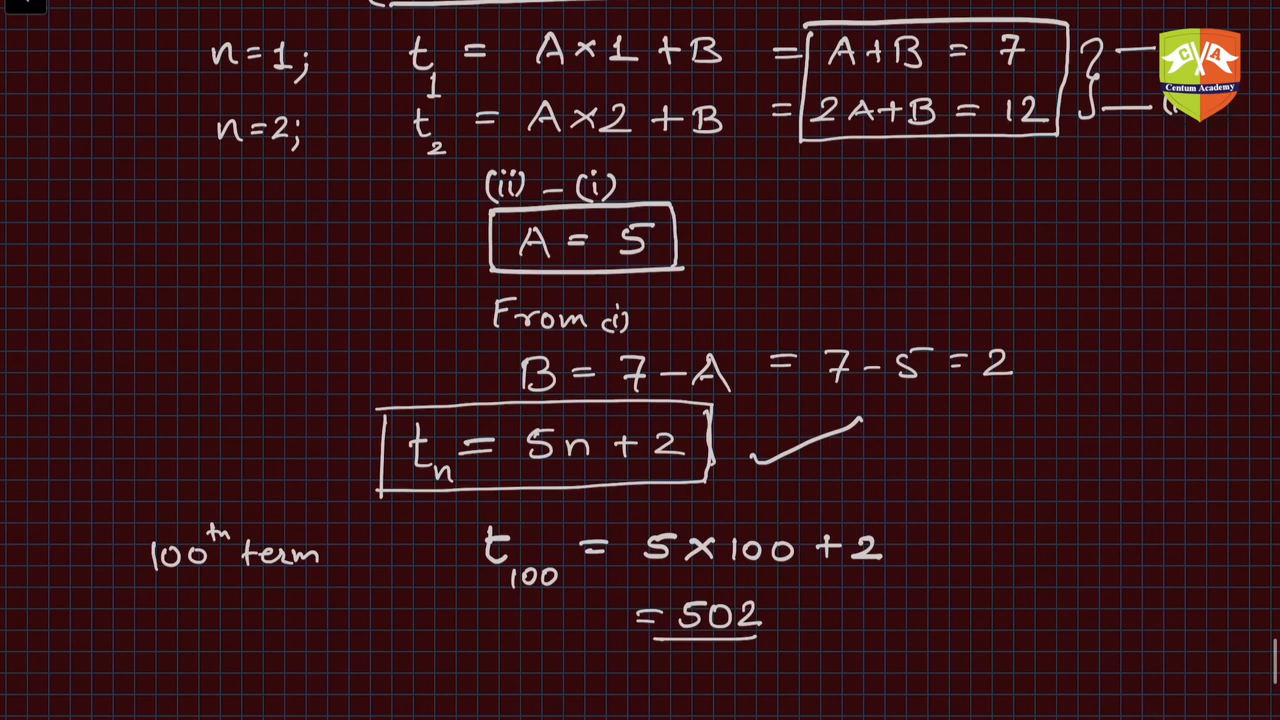 n=1; t₁ = A×1 + B = A+B = 7
n=2; t₂ = A×2 + B = 2A+B = 12
(ii) – (i)
A = 5
From (i)
B = 7 – A = 7 – 5 = 2
tₙ = 5n + 2
100th term t₁₀₀ = 5×100 + 2
= 502
C A
Centum Academy